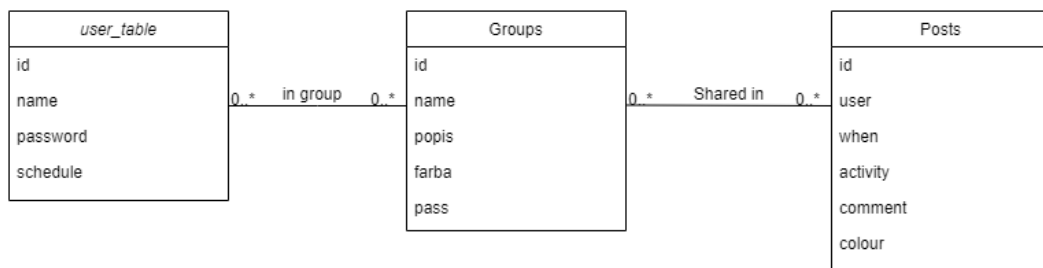 user_table
id
name
password
schedule
0..* in group 0..*
Groups
id
name
popis
farba
pass
0..* Shared in 0..*
Posts
id
user
when
activity
comment
colour